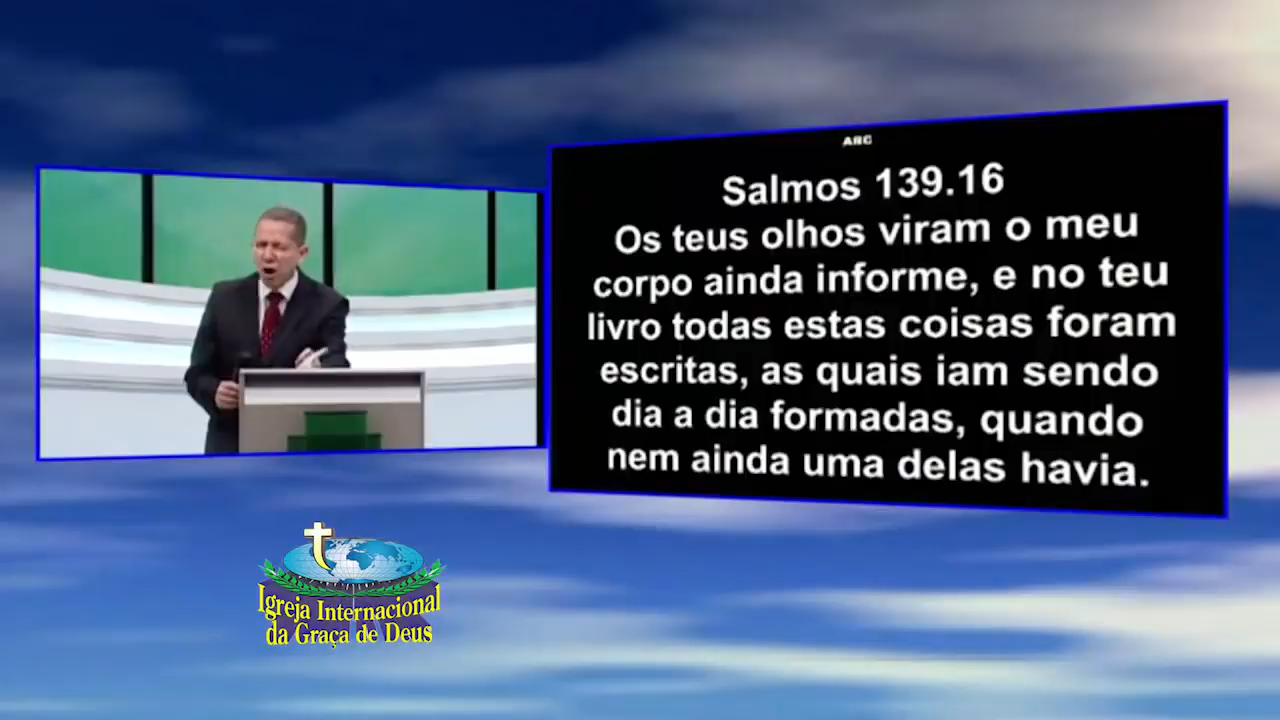 ARC
Salmos 139.16
Os teus olhos viram o meu
corpo ainda informe, e no teu
livro todas estas coisas foram
escritas, as quais iam sendo
dia a dia formadas, quando
nem ainda uma delas havia.
Igreja Internacional
da Graça de Deus